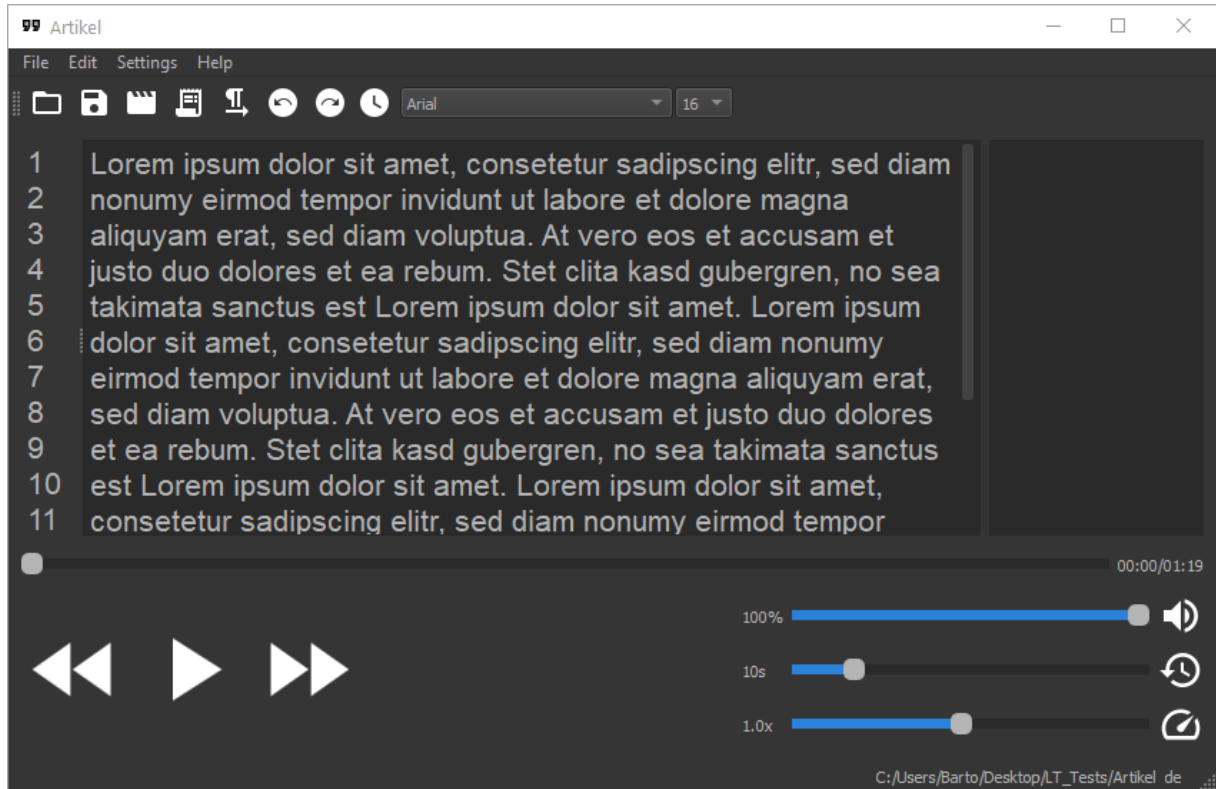 Artikel
File Edit Settings Help
Arial 16
1 Lorem ipsum dolor sit amet, consetetur sadipscing elitr, sed diam
2 nonumy eirmod tempor invidunt ut labore et dolore magna
3 aliquyam erat, sed diam voluptua. At vero eos et accusam et
4 justo duo dolores et ea rebum. Stet clita kasd gubergren, no sea
5 takimata sanctus est Lorem ipsum dolor sit amet. Lorem ipsum
6 dolor sit amet, consetetur sadipscing elitr, sed diam nonumy
7 eirmod tempor invidunt ut labore et dolore magna aliquyam erat,
8 sed diam voluptua. At vero eos et accusam et justo duo dolores
9 et ea rebum. Stet clita kasd gubergren, no sea takimata sanctus
10 est Lorem ipsum dolor sit amet. Lorem ipsum dolor sit amet,
11 consetetur sadipscing elitr, sed diam nonumy eirmod tempor
00:00/01:19
100%
10s
1.0x
C:/Users/Barto/Desktop/LT_Tests/Artikel de